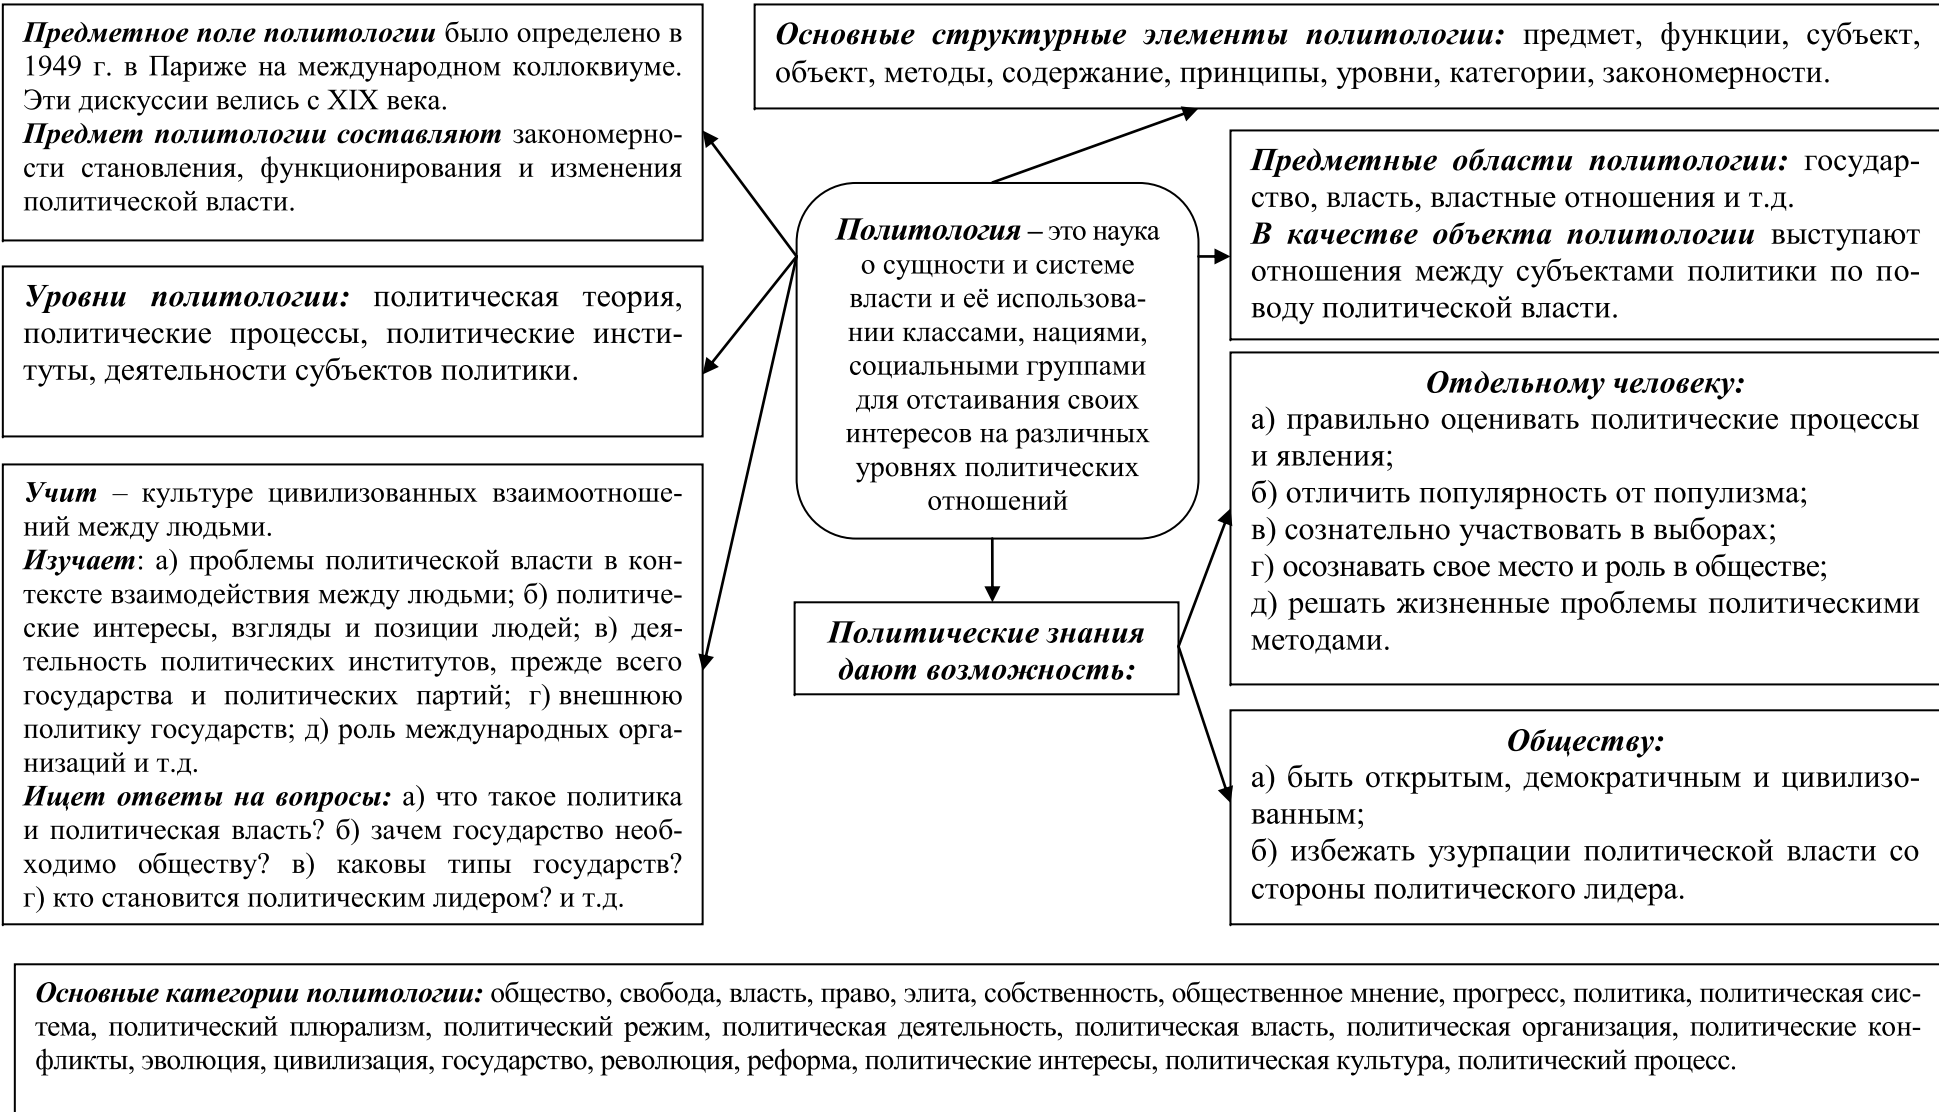 Предметное поле политологии было определено в
1949 г. в Париже на международном коллоквиуме.
Эти дискуссии велись с XIX века.
Предмет политологии составляют закономерно-
сти становления, функционирования и изменения
политической власти.
Основные структурные элементы политологии: предмет, функции, субъект,
объект, методы, содержание, принципы, уровни, категории, закономерности.
Уровни политологии: политическая теория,
политические процессы, политические инсти-
туты, деятельности субъектов политики.
Политология – это наука
о сущности и системе
власти и её использова-
нии классами, нациями,
социальными группами
для отстаивания своих
интересов на различных
уровнях политических
отношений
Предметные области политологии: государ-
ство, власть, властные отношения и т.д.
В качестве объекта политологии выступают
отношения между субъектами политики по по-
воду политической власти.
Учит – культуре цивилизованных взаимоотноше-
ний между людьми.
Изучает: а) проблемы политической власти в кон-
тексте взаимодействия между людьми; б) политиче-
ские интересы, взгляды и позиции людей; в) дея-
тельность политических институтов, прежде всего
государства и политических партий; г) внешнюю
политику государств; д) роль международных орга-
низаций и т.д.
Ищет ответы на вопросы: а) что такое политика
и политическая власть? б) зачем государство необ-
ходимо обществу? в) каковы типы государств?
г) кто становится политическим лидером? и т.д.
Политические знания
дают возможность:
Отдельному человеку:
а) правильно оценивать политические процессы
и явления;
б) отличить популярность от популизма;
в) сознательно участвовать в выборах;
г) осознавать свое место и роль в обществе;
д) решать жизненные проблемы политическими
методами.
Обществу:
а) быть открытым, демократичным и цивилизо-
ванным;
б) избежать узурпации политической власти со
стороны политического лидера.
Основные категории политологии: общество, свобода, власть, право, элита, собственность, общественное мнение, прогресс, политика, политическая сис-
тема, политический плюрализм, политический режим, политическая деятельность, политическая власть, политическая организация, политические кон-
фликты, эволюция, цивилизация, государство, революция, реформа, политические интересы, политическая культура, политический процесс.